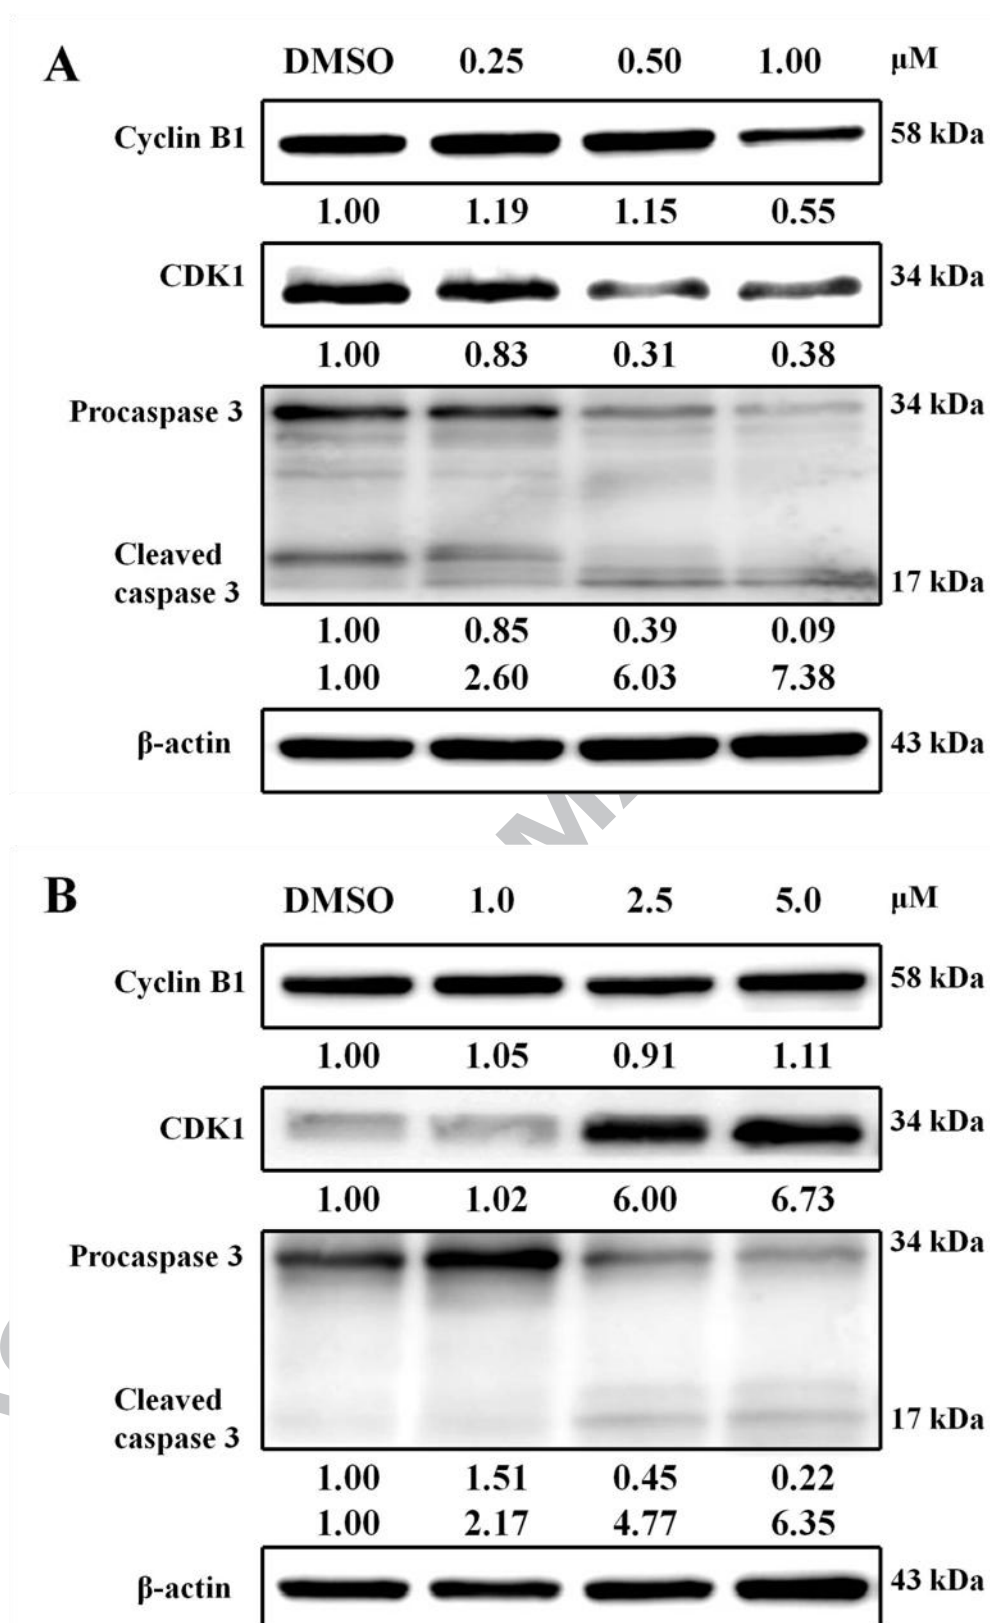 A DMSO 0.25 0.50 1.00 μM
Cyclin B1 58 kDa
1.00 1.19 1.15 0.55
CDK1 34 kDa
1.00 0.83 0.31 0.38
Procaspase 3 34 kDa
Cleaved
caspase 3 17 kDa
1.00 0.85 0.39 0.09
1.00 2.60 6.03 7.38
β-actin 43 kDa
B DMSO 1.0 2.5 5.0 μM
Cyclin B1 58 kDa
1.00 1.05 0.91 1.11
CDK1 34 kDa
1.00 1.02 6.00 6.73
Procaspase 3 34 kDa
Cleaved
caspase 3 17 kDa
1.00 1.51 0.45 0.22
1.00 2.17 4.77 6.35
β-actin 43 kDa